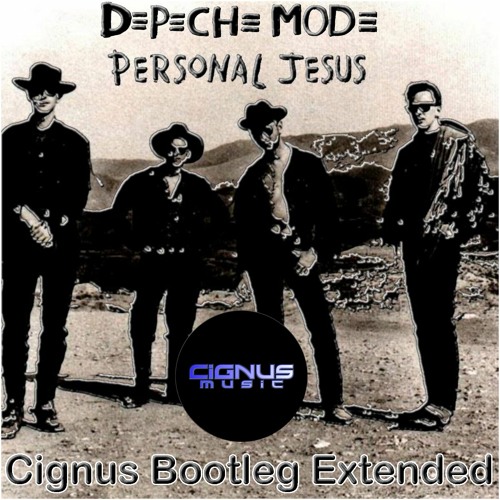 DEPECHE MODE
PERSONAL JESUS
CIGNUS
MUSIC
Cignus Bootleg Extended